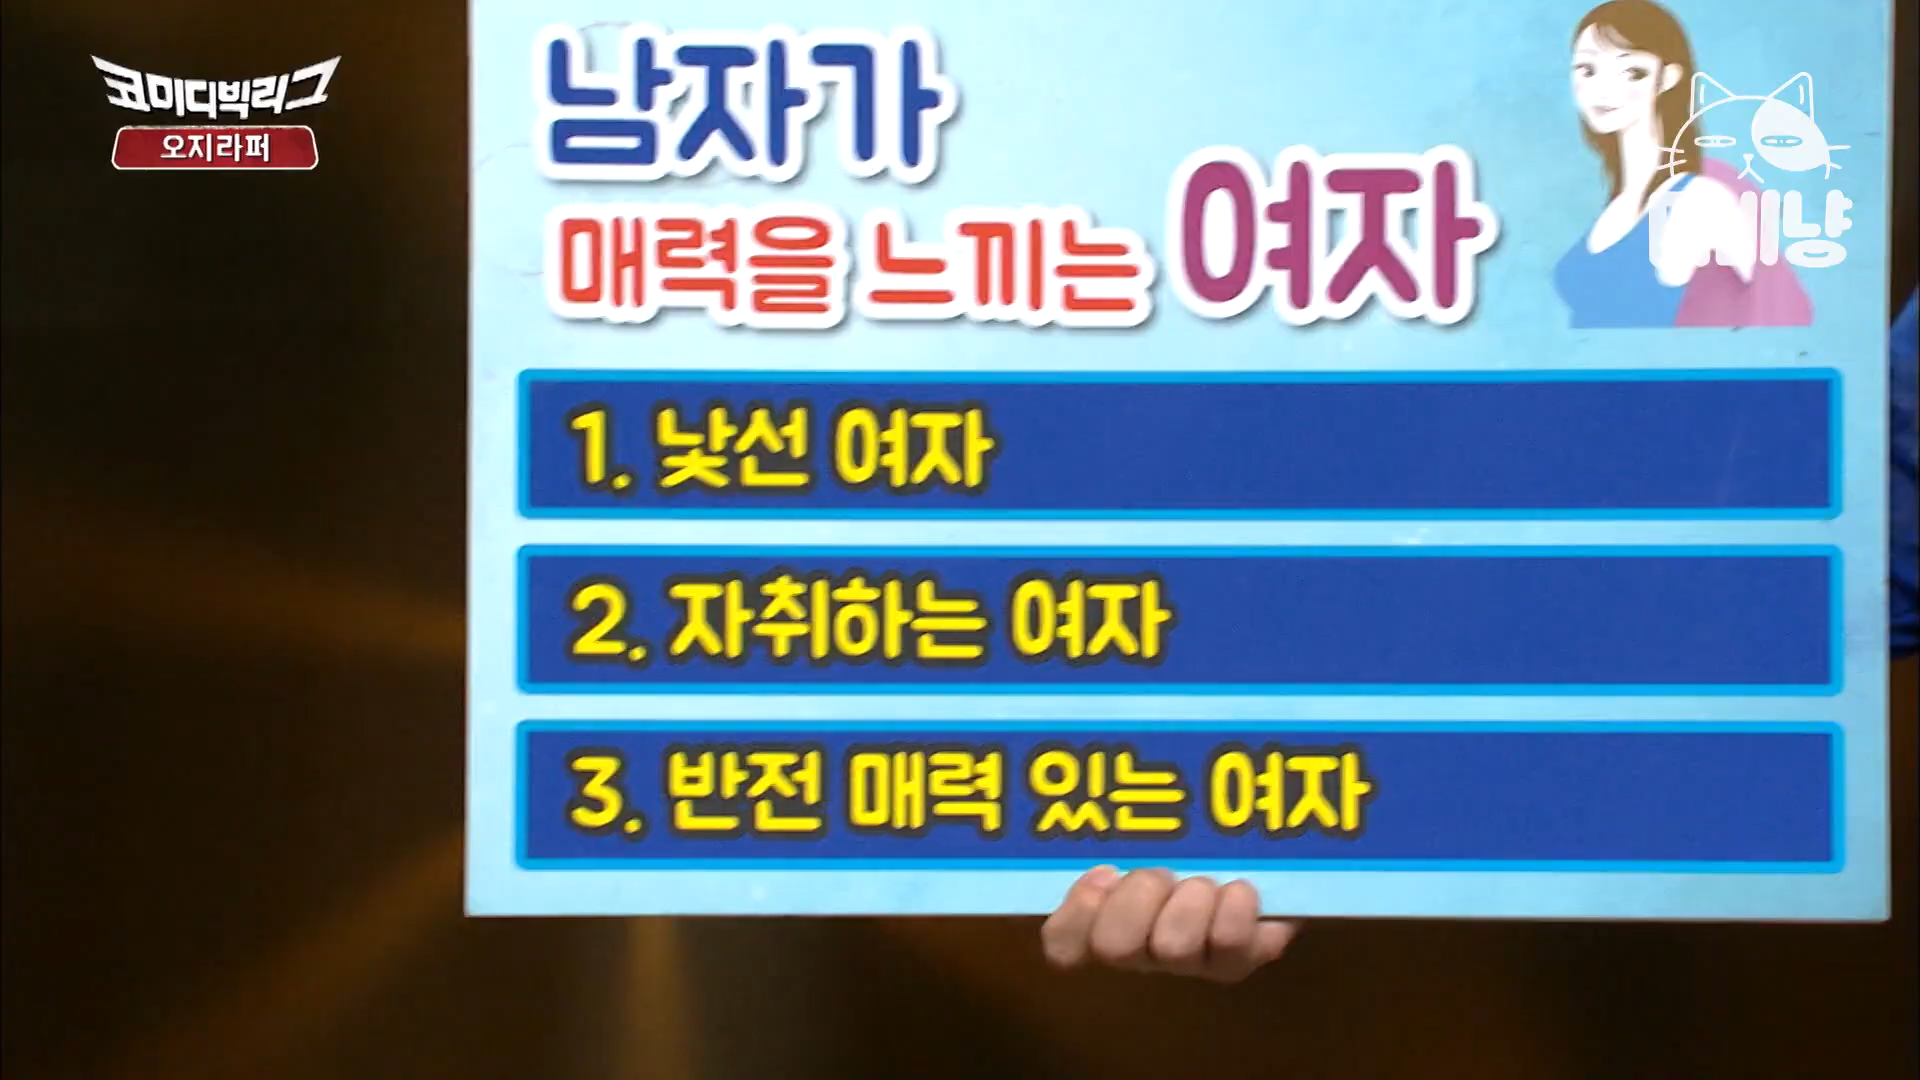 코미디빅리그
오지라퍼
남자가
매력을 느끼는 여자
1. 낯선 여자
2. 자취하는 여자
3. 반전 매력 있는 여자